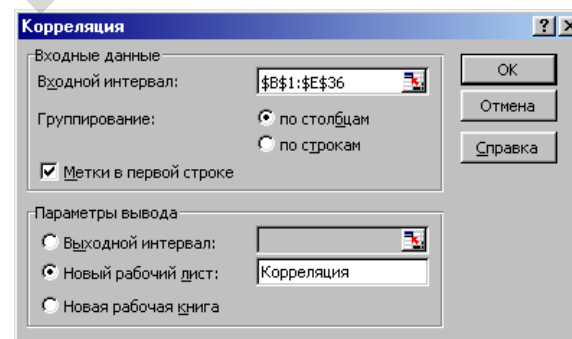 Корреляция
Входные данные
Входной интервал: $B$1:$E$36
Группирование: по столбцам
по строкам
Метки в первой строке
Параметры вывода
Выходной интервал:
Новый рабочий лист: Корреляция
Новая рабочая книга
OK
Отмена
Справка